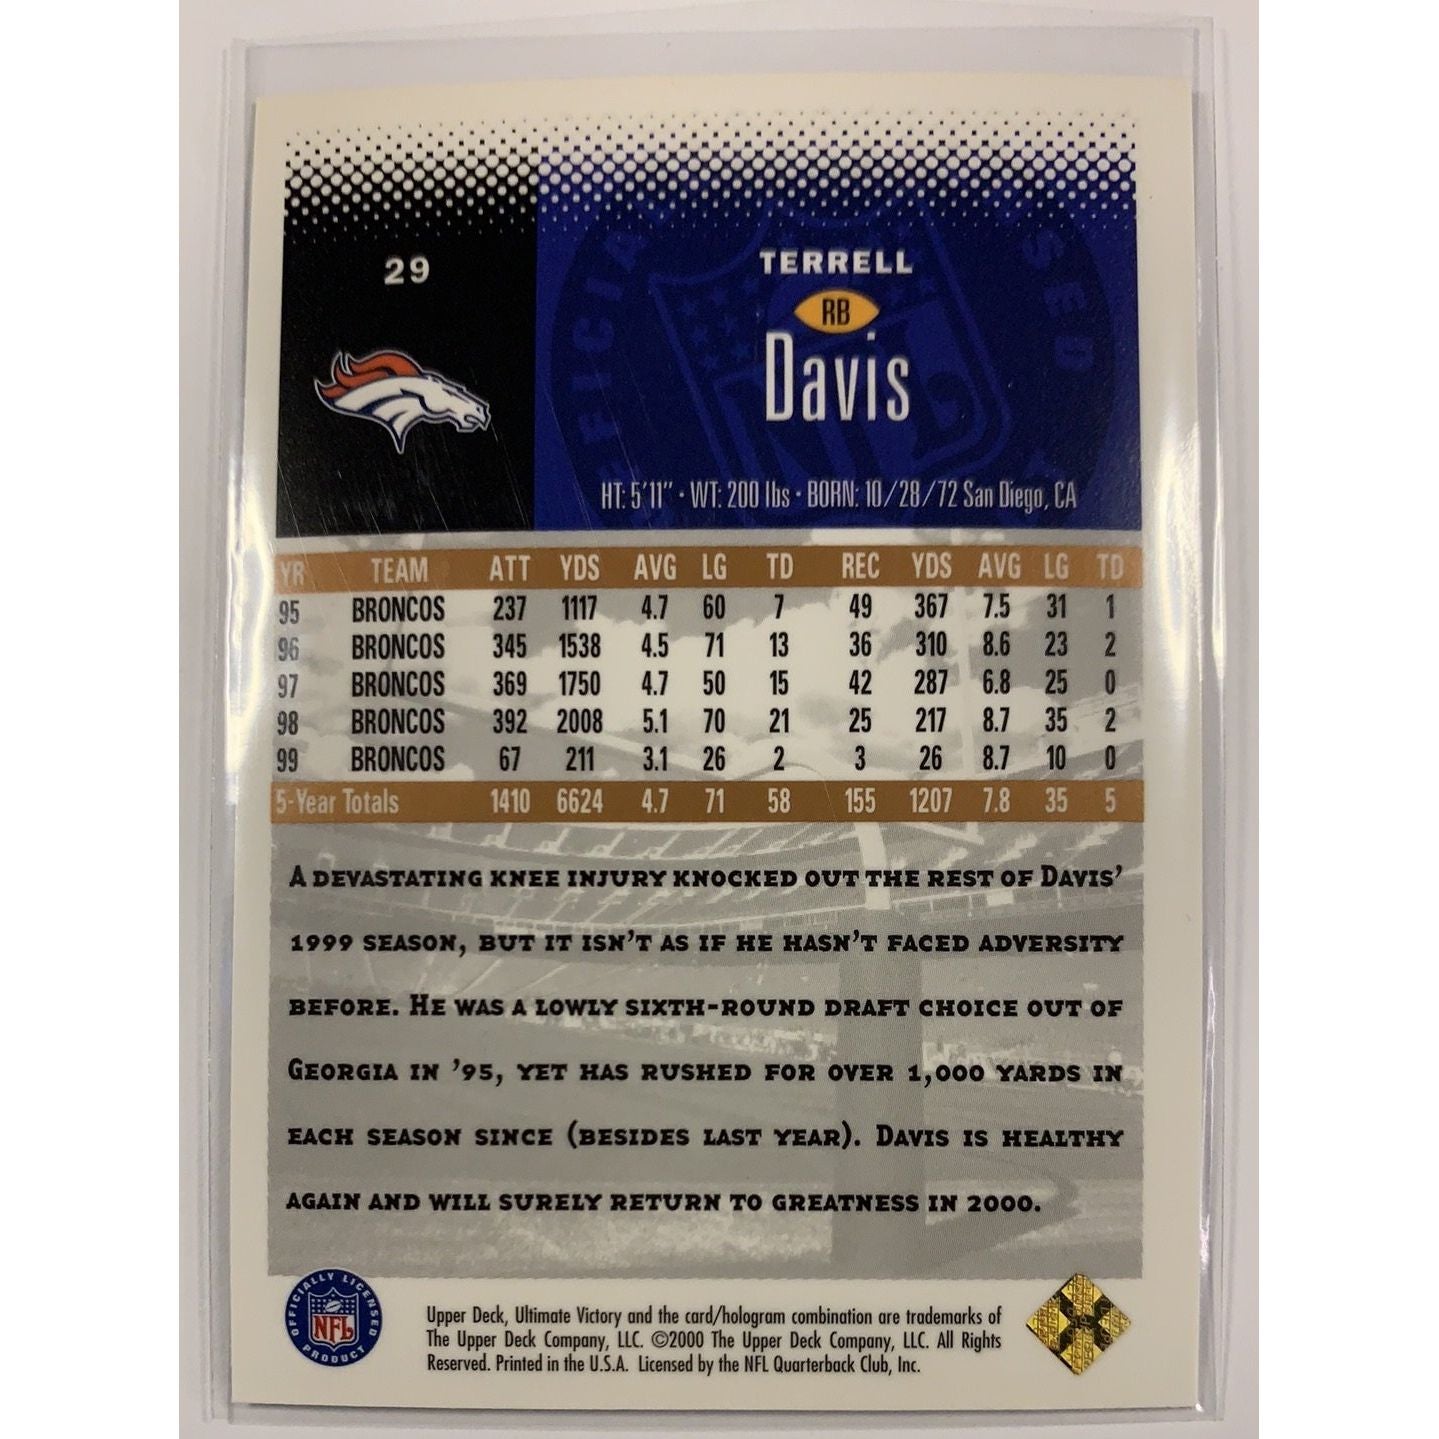 29
TERRELL
RB
Davis
HT: 5'11" • WT: 200 lbs • BORN: 10/28/72 San Diego, CA
YR TEAM ATT YDS AVG LG TD REC YDS AVG LG TD
95 BRONCOS 237 1117 4.7 60 7 49 367 7.5 31 1
96 BRONCOS 345 1538 4.5 71 13 36 310 8.6 23 2
97 BRONCOS 369 1750 4.7 50 15 42 287 6.8 25 0
98 BRONCOS 392 2008 5.1 70 21 25 217 8.7 35 2
99 BRONCOS 67 211 3.1 26 2 3 26 8.7 10 0
5-Year Totals 1410 6624 4.7 71 58 155 1207 7.8 35 5
A DEVASTATING KNEE INJURY KNOCKED OUT THE REST OF DAVIS'
1999 SEASON, BUT IT ISN'T AS IF HE HASN'T FACED ADVERSITY
BEFORE. HE WAS A LOWLY SIXTH-ROUND DRAFT CHOICE OUT OF
GEORGIA IN '95, YET HAS RUSHED FOR OVER 1,000 YARDS IN
EACH SEASON SINCE (BESIDES LAST YEAR). DAVIS IS HEALTHY
AGAIN AND WILL SURELY RETURN TO GREATNESS IN 2000.
OFFICIALLY LICENSED
NFL
PRODUCT
Upper Deck, Ultimate Victory and the card/hologram combination are trademarks of
The Upper Deck Company, LLC. ©2000 The Upper Deck Company, LLC. All Rights
Reserved. Printed in the U.S.A. Licensed by the NFL Quarterback Club, Inc.